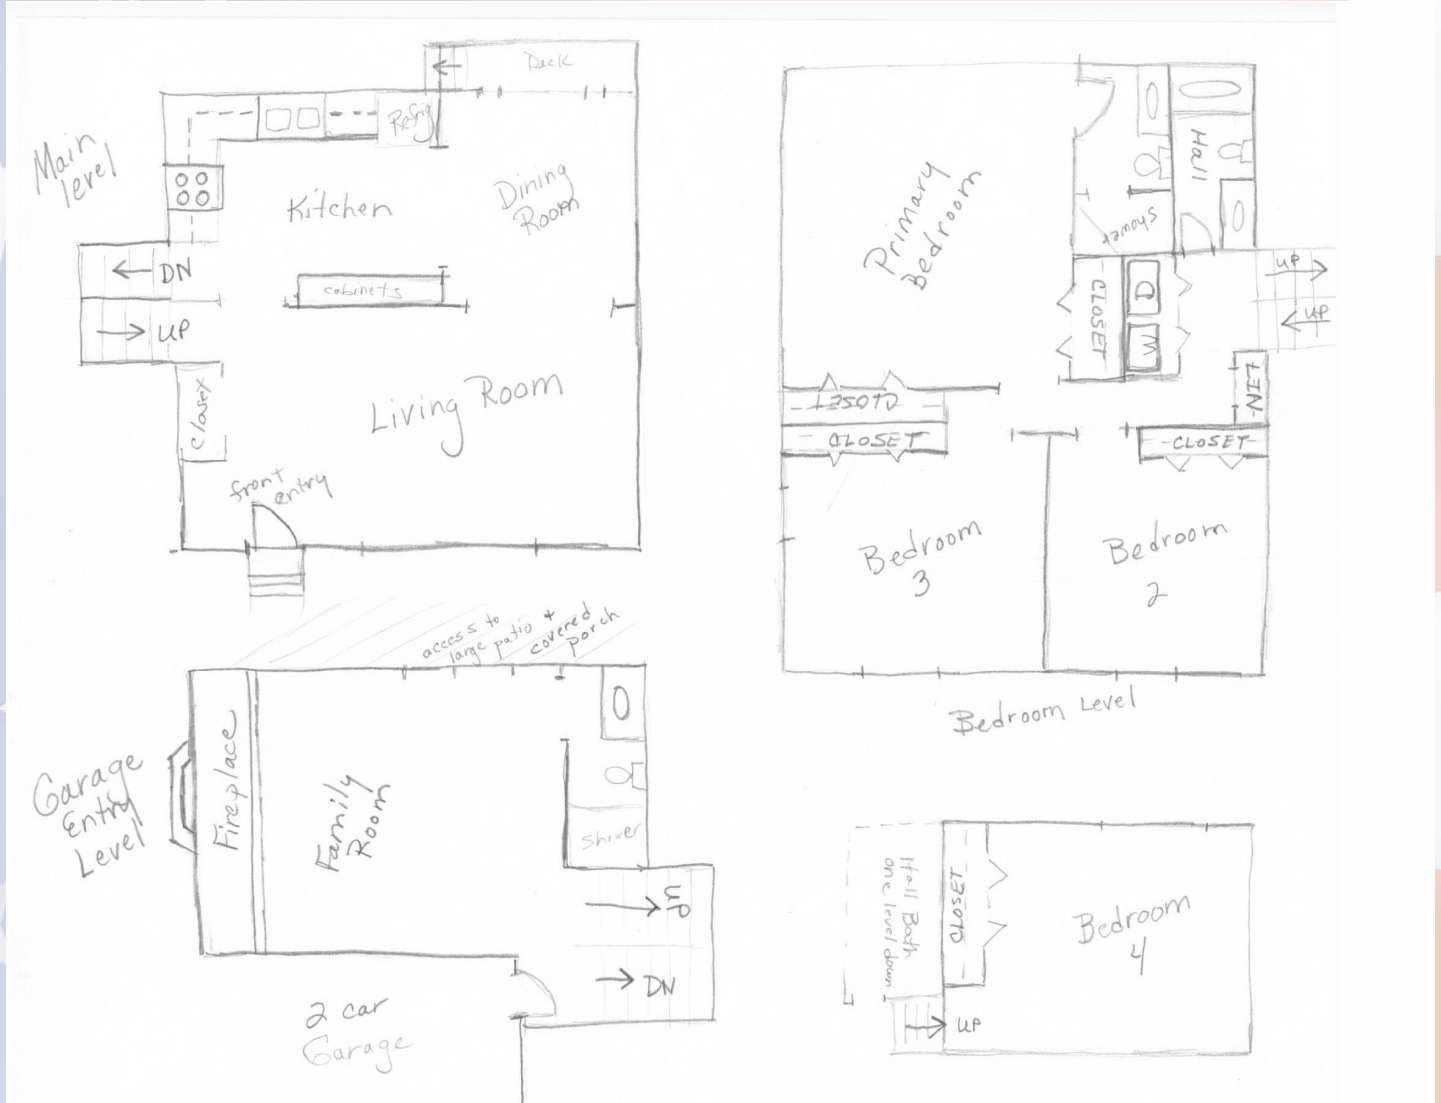 Main
level
Deck
Refrig
Kitchen
Dining
Room
DN
UP
cabinets
Closet
Living Room
front
entry
Primary
Bedroom
Hall
Shower
CLOSET
D
W
UP
UP
LINEN
CLOSET
CLOSET
CLOSET
Bedroom
3
Bedroom
2
Bedroom Level
access to
large patio +
covered
porch
Garage
Entry
Level
Fireplace
Family
Room
Shower
UP
DN
2 car
Garage
Hall Bath
one level down
CLOSET
Bedroom
4
UP